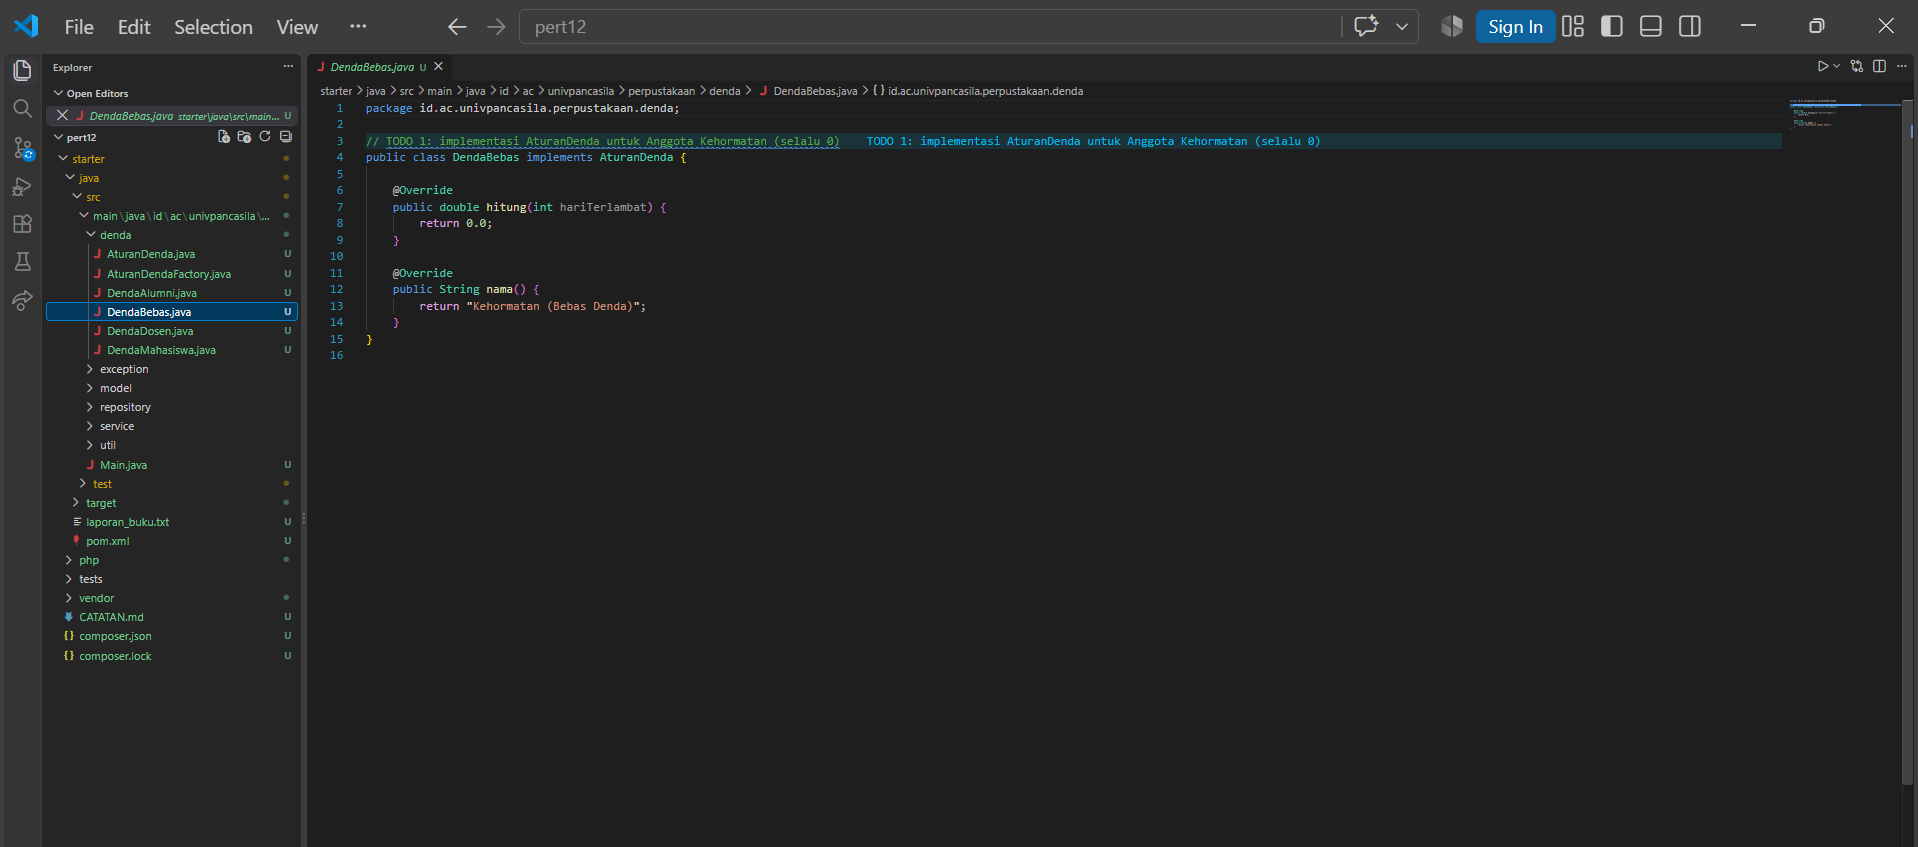 File Edit Selection View ··· pert12 Sign In
Explorer ···
Open Editors
DendaBebas.java starter\java\src\main... U
pert12
starter
java
src
main\java\id\ac\univpancasila\...
denda
AturanDenda.java U
AturanDendaFactory.java U
DendaAlumni.java U
DendaBebas.java U
DendaDosen.java U
DendaMahasiswa.java U
exception
model
repository
service
util
Main.java U
test
target
laporan_buku.txt U
pom.xml U
php
tests
vendor
CATATAN.md U
composer.json U
composer.lock U
DendaBebas.java U
starter > java > src > main > java > id > ac > univpancasila > perpustakaan > denda > DendaBebas.java > {} id.ac.univpancasila.perpustakaan.denda
1 package id.ac.univpancasila.perpustakaan.denda;
2
3 // TODO 1: implementasi AturanDenda untuk Anggota Kehormatan (selalu 0) TODO 1: implementasi AturanDenda untuk Anggota Kehormatan (selalu 0)
4 public class DendaBebas implements AturanDenda {
5
6 @Override
7 public double hitung(int hariTerlambat) {
8 return 0.0;
9 }
10
11 @Override
12 public String nama() {
13 return "Kehormatan (Bebas Denda)";
14 }
15 }
16